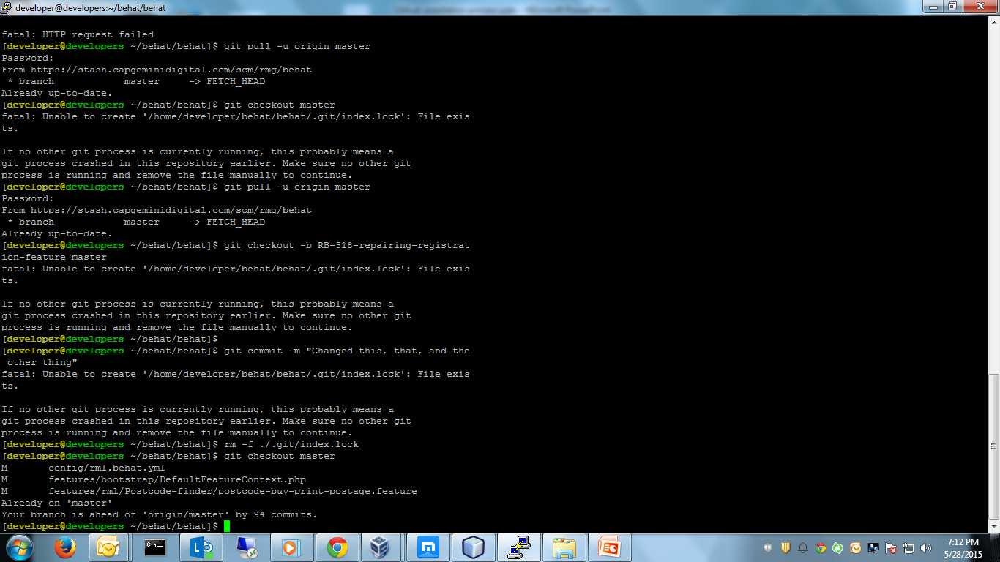 developer@developers:~/behat/behat
fatal: HTTP request failed
[developer@developers ~/behat/behat]$ git pull -u origin master
Password:
From https://stash.capgeminidigital.com/scm/rmg/behat
 * branch            master     -> FETCH_HEAD
Already up-to-date.
[developer@developers ~/behat/behat]$ git checkout master
fatal: Unable to create '/home/developer/behat/behat/.git/index.lock': File exis
ts.
If no other git process is currently running, this probably means a
git process crashed in this repository earlier. Make sure no other git
process is running and remove the file manually to continue.
[developer@developers ~/behat/behat]$ git pull -u origin master
Password:
From https://stash.capgeminidigital.com/scm/rmg/behat
 * branch            master     -> FETCH_HEAD
Already up-to-date.
[developer@developers ~/behat/behat]$ git checkout -b RB-518-repairing-registrat
ion-feature master
fatal: Unable to create '/home/developer/behat/behat/.git/index.lock': File exis
ts.
If no other git process is currently running, this probably means a
git process crashed in this repository earlier. Make sure no other git
process is running and remove the file manually to continue.
[developer@developers ~/behat/behat]$
[developer@developers ~/behat/behat]$ git commit -m "Changed this, that, and the
 other thing"
fatal: Unable to create '/home/developer/behat/behat/.git/index.lock': File exis
ts.
If no other git process is currently running, this probably means a
git process crashed in this repository earlier. Make sure no other git
process is running and remove the file manually to continue.
[developer@developers ~/behat/behat]$ rm -f ./.git/index.lock
[developer@developers ~/behat/behat]$ git checkout master
M       config/rml.behat.yml
M       features/bootstrap/DefaultFeatureContext.php
M       features/rml/Postcode-finder/postcode-buy-print-postage.feature
Already on 'master'
Your branch is ahead of 'origin/master' by 94 commits.
[developer@developers ~/behat/behat]$
7:12 PM
5/28/2015